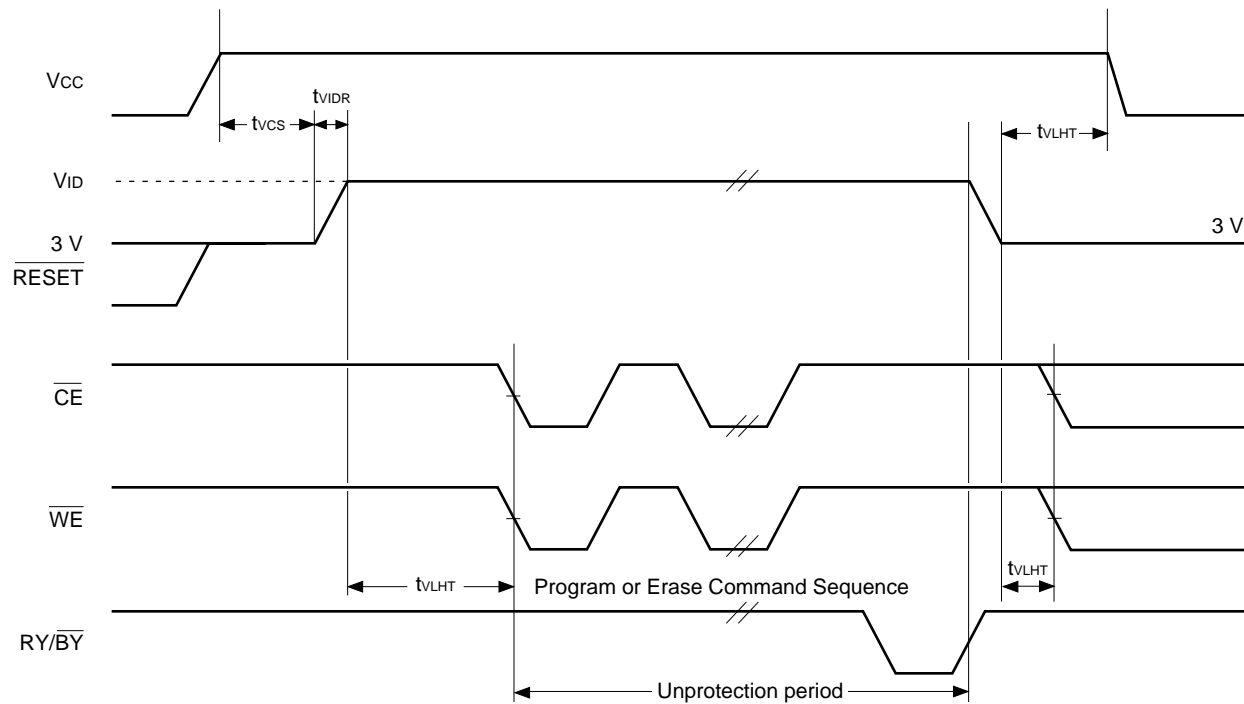 VCC
tVIDR
tVCS
tVLHT
VID
3 V
3 V
RESET
CE
WE
tVLHT
Program or Erase Command Sequence
tVLHT
RY/BY
Unprotection period